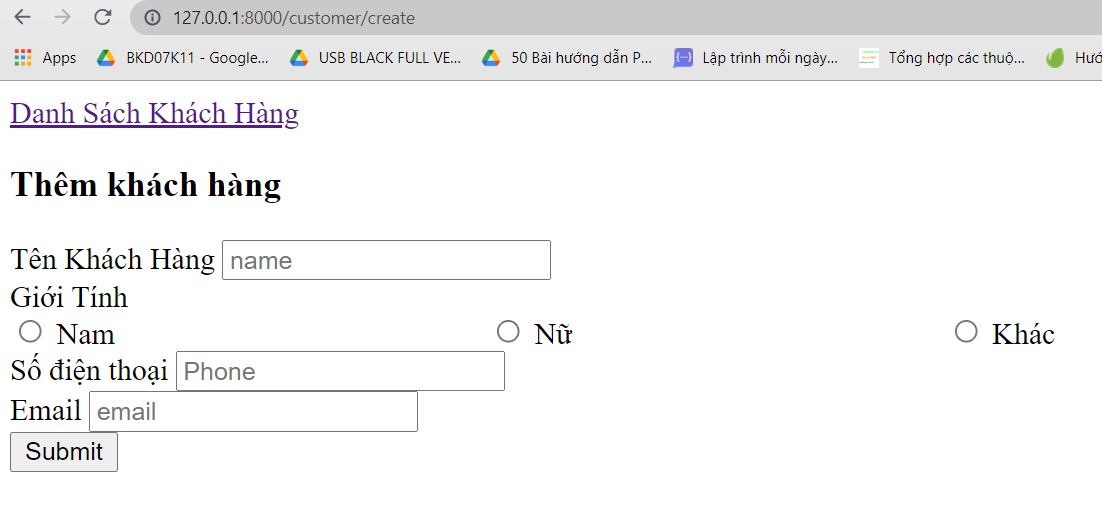 127.0.0.1:8000/customer/create
Apps BKD07K11 - Google... USB BLACK FULL VE... 50 Bài hướng dẫn P... Lập trình mỗi ngày... Tổng hợp các thuộ... Hướ
Danh Sách Khách Hàng
Thêm khách hàng
Tên Khách Hàng name
Giới Tính
Nam Nữ Khác
Số điện thoại Phone
Email email
Submit